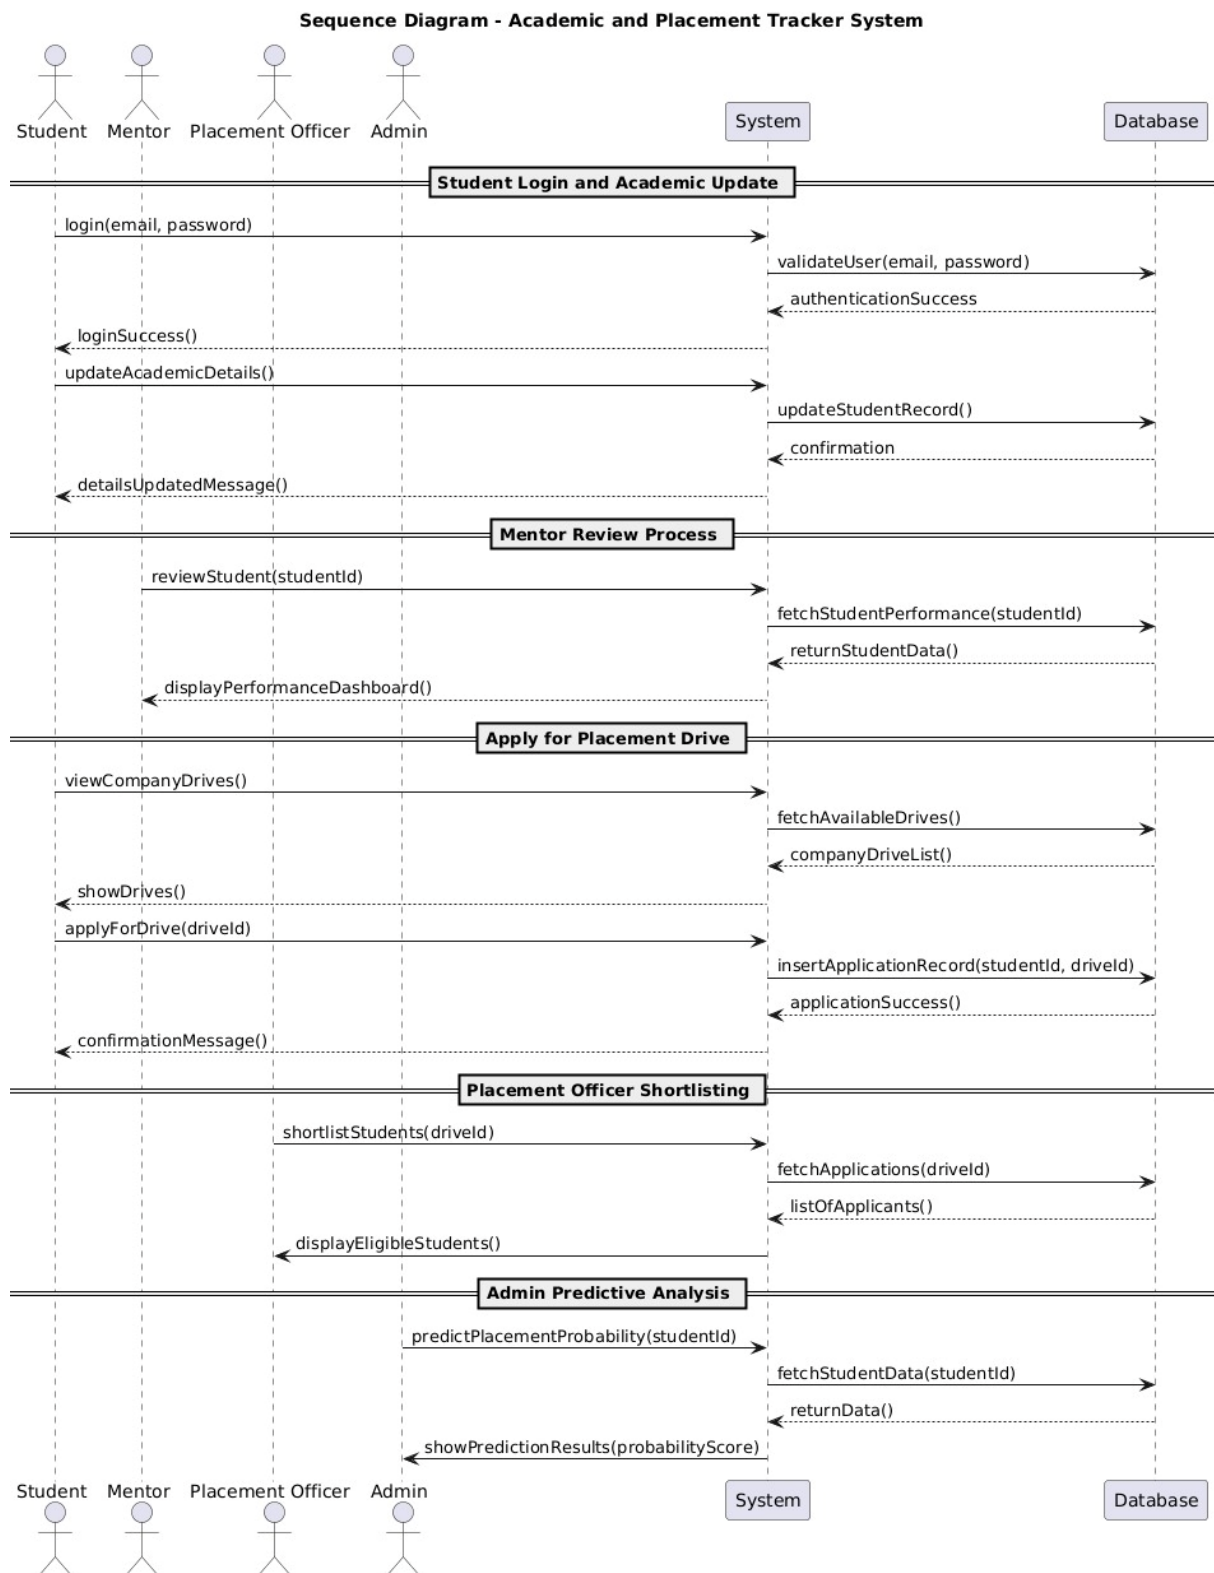 Sequence Diagram - Academic and Placement Tracker System
Student Mentor Placement Officer Admin System Database
Student Login and Academic Update
login(email, password)
validateUser(email, password)
authenticationSuccess
loginSuccess()
updateAcademicDetails()
updateStudentRecord()
confirmation
detailsUpdatedMessage()
Mentor Review Process
reviewStudent(studentId)
fetchStudentPerformance(studentId)
returnStudentData()
displayPerformanceDashboard()
Apply for Placement Drive
viewCompanyDrives()
fetchAvailableDrives()
companyDriveList()
showDrives()
applyForDrive(driveId)
insertApplicationRecord(studentId, driveId)
applicationSuccess()
confirmationMessage()
Placement Officer Shortlisting
shortlistStudents(driveId)
fetchApplications(driveId)
listOfApplicants()
displayEligibleStudents()
Admin Predictive Analysis
predictPlacementProbability(studentId)
fetchStudentData(studentId)
returnData()
showPredictionResults(probabilityScore)
Student Mentor Placement Officer Admin System Database